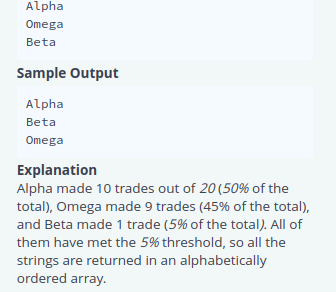 Alpha
Omega
Beta
Sample Output
Alpha
Beta
Omega
Explanation
Alpha made 10 trades out of 20 (50% of the
total), Omega made 9 trades (45% of the total),
and Beta made 1 trade (5% of the total). All of
them have met the 5% threshold, so all the
strings are returned in an alphabetically
ordered array.